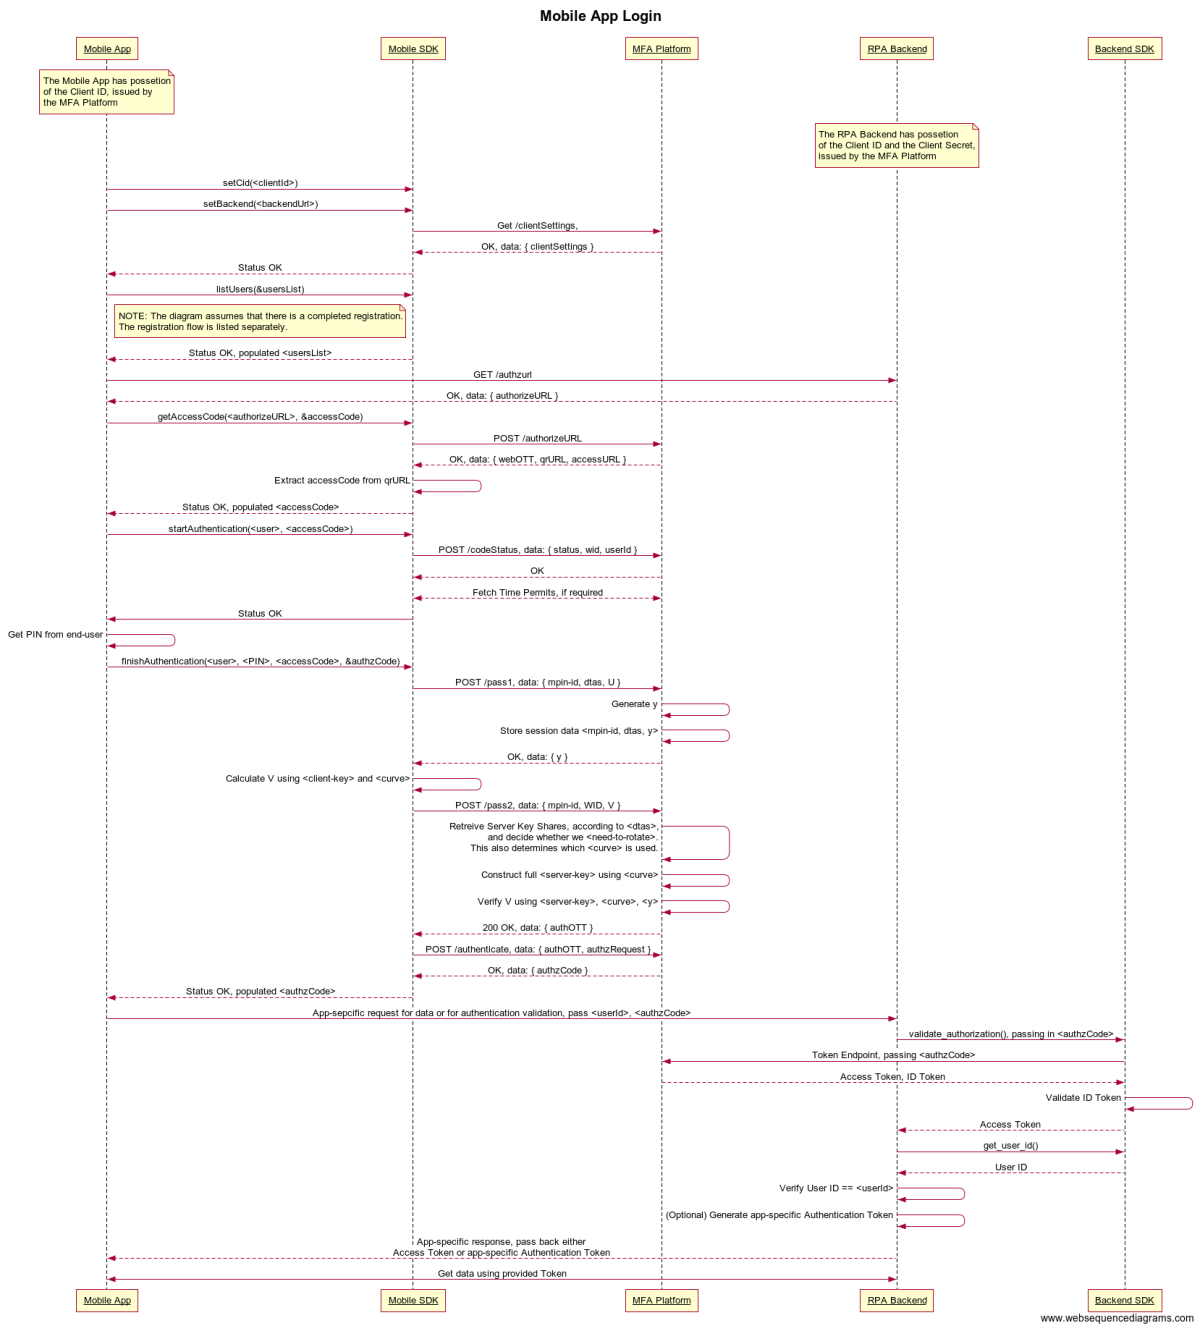 Mobile App Login
Mobile App
Mobile SDK
MFA Platform
RPA Backend
Backend SDK
The Mobile App has possetion
of the Client ID, issued by
the MFA Platform
The RPA Backend has possetion
of the Client ID and the Client Secret,
issued by the MFA Platform
setCid(<clientId>)
setBackend(<backendUrl>)
Get /clientSettings,
OK, data: { clientSettings }
Status OK
listUsers(&usersList)
NOTE: The diagram assumes that there is a completed registration.
The registration flow is listed separately.
Status OK, populated <usersList>
GET /authzurl
OK, data: { authorizeURL }
getAccessCode(<authorizeURL>, &accessCode)
POST /authorizeURL
OK, data: { webOTT, qrURL, accessURL }
Extract accessCode from qrURL
Status OK, populated <accessCode>
startAuthentication(<user>, <accessCode>)
POST /codeStatus, data: { status, wid, userId }
OK
Fetch Time Permits, if required
Status OK
Get PIN from end-user
finishAuthentication(<user>, <PIN>, <accessCode>, &authzCode)
POST /pass1, data: { mpin-id, dtas, U }
Generate y
Store session data <mpin-id, dtas, y>
OK, data: { y }
Calculate V using <client-key> and <curve>
POST /pass2, data: { mpin-id, WID, V }
Retreive Server Key Shares, according to <dtas>,
and decide whether we <need-to-rotate>.
This also determines which <curve> is used.
Construct full <server-key> using <curve>
Verify V using <server-key>, <curve>, <y>
200 OK, data: { authOTT }
POST /authenticate, data: { authOTT, authzRequest }
OK, data: { authzCode }
Status OK, populated <authzCode>
App-sepcific request for data or for authentication validation, pass <userId>, <authzCode>
validate_authorization(), passing in <authzCode>
Token Endpoint, passing <authzCode>
Access Token, ID Token
Validate ID Token
Access Token
get_user_id()
User ID
Verify User ID == <userId>
(Optional) Generate app-specific Authentication Token
App-specific response, pass back either
Access Token or app-specific Authentication Token
Get data using provided Token
Mobile App
Mobile SDK
MFA Platform
RPA Backend
Backend SDK
www.websequencediagrams.com